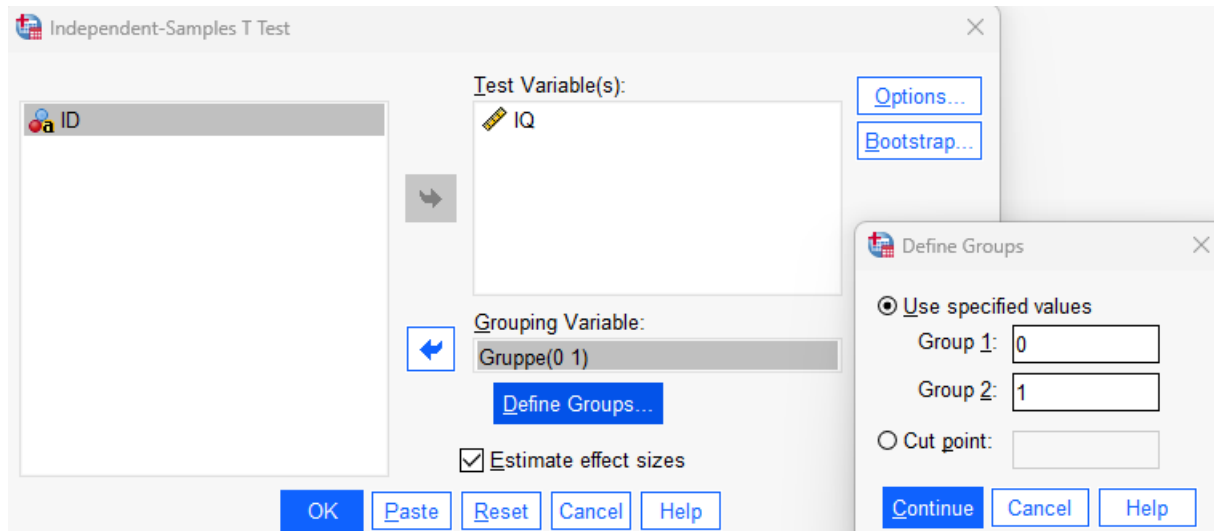 Independent-Samples T Test
Test Variable(s):
ID
IQ
Options...
Bootstrap...
Grouping Variable:
Gruppe(0 1)
Define Groups...
Estimate effect sizes
OK
Paste
Reset
Cancel
Help
Define Groups
Use specified values
Group 1: 0
Group 2: 1
Cut point:
Continue
Cancel
Help